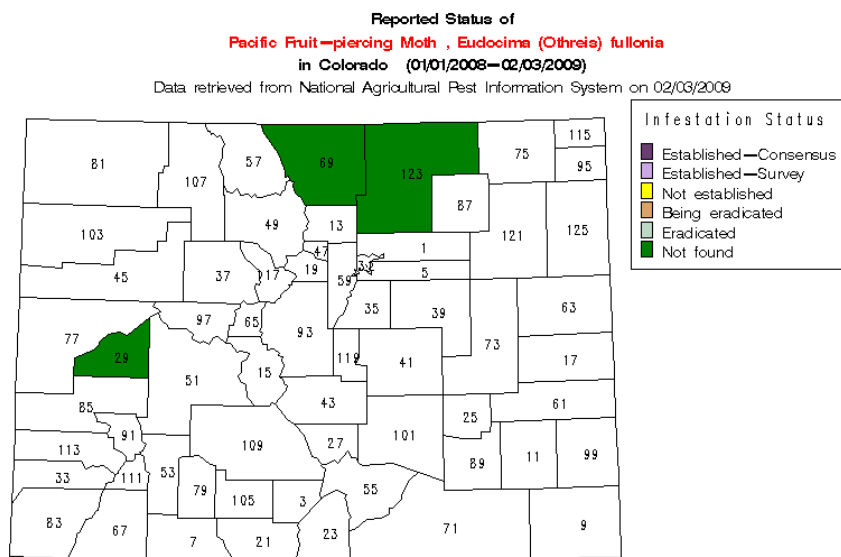 Reported Status of
Pacific Fruit—piercing Moth , Eudocima (Othreis) fullonia
in Colorado (01/01/2008—02/03/2009)
Data retrieved from National Agricultural Pest Information System on 02/03/2009
Infestation Status
Established—Consensus
Established—Survey
Not established
Being eradicated
Eradicated
Not found
115
81 57 69 75
123 95
107 87
49 13
103 121 125
47 1
45 37 117 19 59 5
35 39 63
97 65 93
77 73
29 119 41 17
51 15
85 43 61
25
91 109 27 101
113 89 11 99
33 111 53
79 105 3 55
83 67 7 21 23 71 9